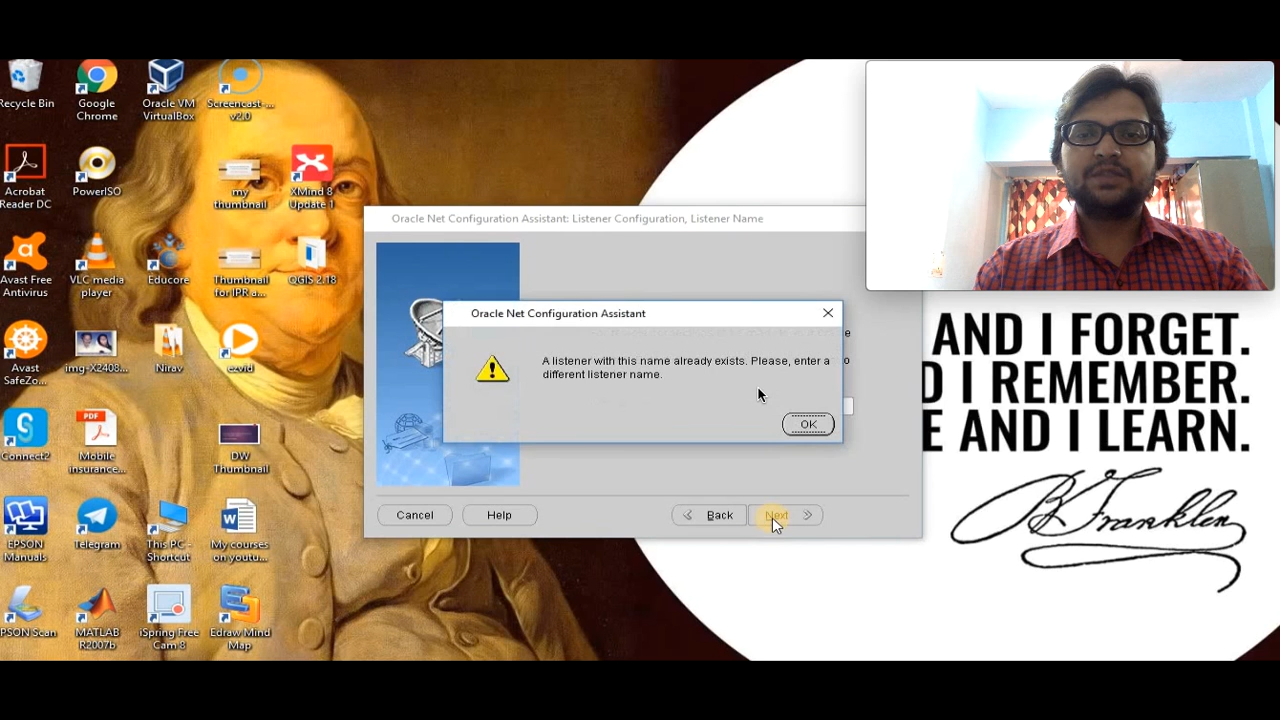 Recycle Bin
Google
Chrome
Oracle VM
VirtualBox
Screencast-...
v2.0
Acrobat
Reader DC
PowerISO
my
thumbnail
XMind 8
Update 1
Avast Free
Antivirus
VLC media
player
Educore
Thumbnail
for IPR a...
QGIS 2.18
Avast
SafeZo...
img-X2408...
Nirav
ezvid
Connect2
PDF
Mobile
insurance...
DW
Thumbnail
EPSON
Manuals
Telegram
This PC -
Shortcut
My courses
on youtu...
PSON Scan
MATLAB
R2007b
iSpring Free
Cam 8
Edraw Mind
Map
Oracle Net Configuration Assistant: Listener Configuration, Listener Name
Oracle Net Configuration Assistant
A listener with this name already exists. Please, enter a
different listener name.
OK
Cancel
Help
Back
Next
AND I FORGET.
D I REMEMBER.
E AND I LEARN.
B Franklin